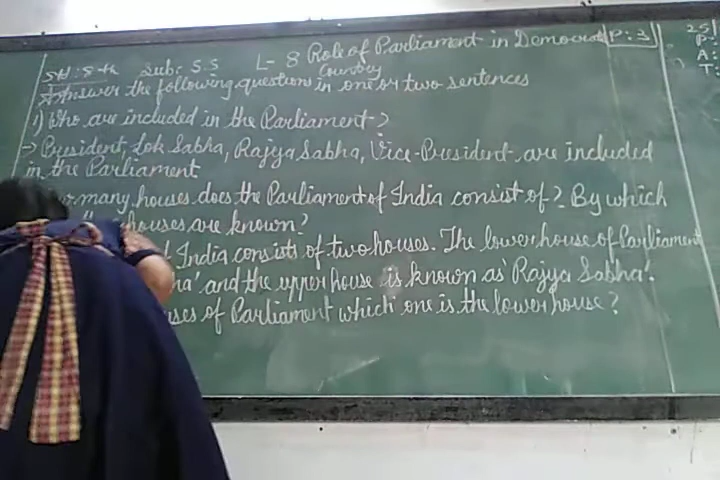 Std: 8th Sub: S.S L- 8 Role of Parliament in Democratic P: 3
Country
Answer the following questions in one or two sentences
1) Who are included in the Parliament?
→ President, Lok Sabha, Rajya Sabha, Vice-President are included
in the Parliament
many houses does the Parliament of India consist of? By which
houses are known?
India consists of two houses. The lower house of Parliament
and the upper house is known as 'Rajya Sabha'.
of Parliament which one is the lower house?
25
P:
A:
T: